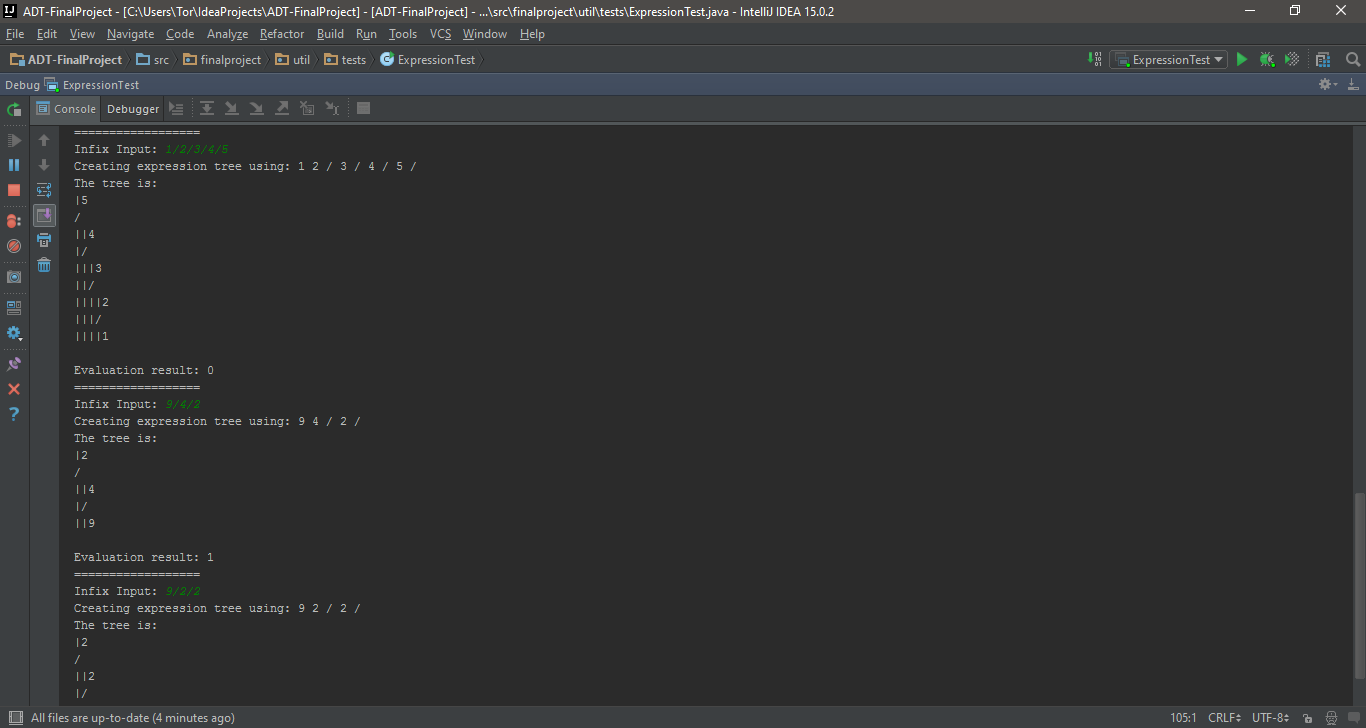 ADT-FinalProject - [C:\Users\Tor\IdeaProjects\ADT-FinalProject] - [ADT-FinalProject] - ...\src\finalproject\util\tests\ExpressionTest.java - IntelliJ IDEA 15.0.2
File Edit View Navigate Code Analyze Refactor Build Run Tools VCS Window Help
ADT-FinalProject src finalproject util tests ExpressionTest ExpressionTest
Debug ExpressionTest
Console Debugger
==================
Infix Input: 1/2/3/4/5
Creating expression tree using: 1 2 / 3 / 4 / 5 /
The tree is:
|5
/
||4
|/
|||3
||/
||||2
|||/
||||1
Evaluation result: 0
==================
Infix Input: 9/4/2
Creating expression tree using: 9 4 / 2 /
The tree is:
|2
/
||4
|/
||9
Evaluation result: 1
==================
Infix Input: 9/2/2
Creating expression tree using: 9 2 / 2 /
The tree is:
|2
/
||2
|/
All files are up-to-date (4 minutes ago) 105:1 CRLF UTF-8